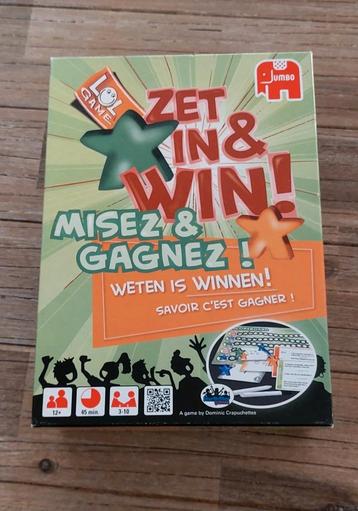 LOL
GAME
Jumbo
ZET
IN &
WIN!
MISEZ &
GAGNEZ !
WETEN IS WINNEN!
SAVOIR C'EST GAGNER !
12+
45 min.
3-10
A game by Dominic Crapuchettes